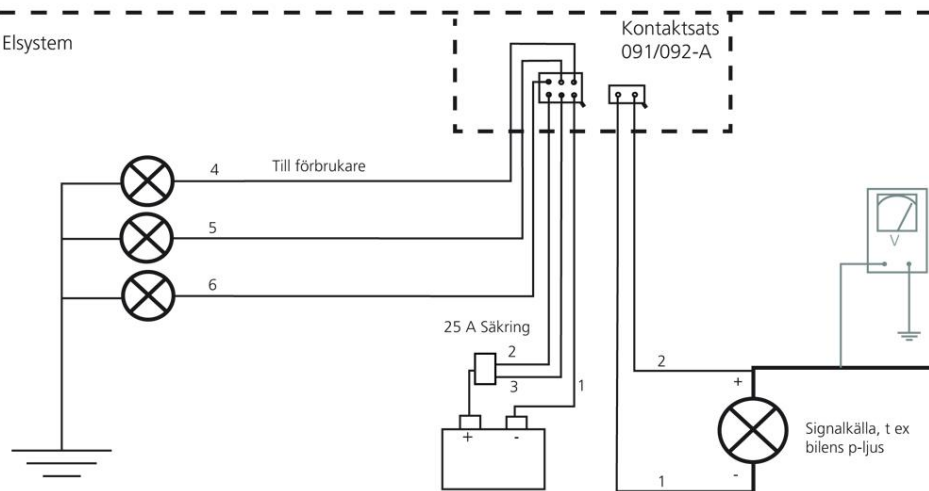 Elsystem
Kontaktsats
091/092-A
4
Till förbrukare
5
6
25 A Säkring
2
3
1
+
-
V
2
+
Signalkälla, t ex
bilens p-ljus
-
1